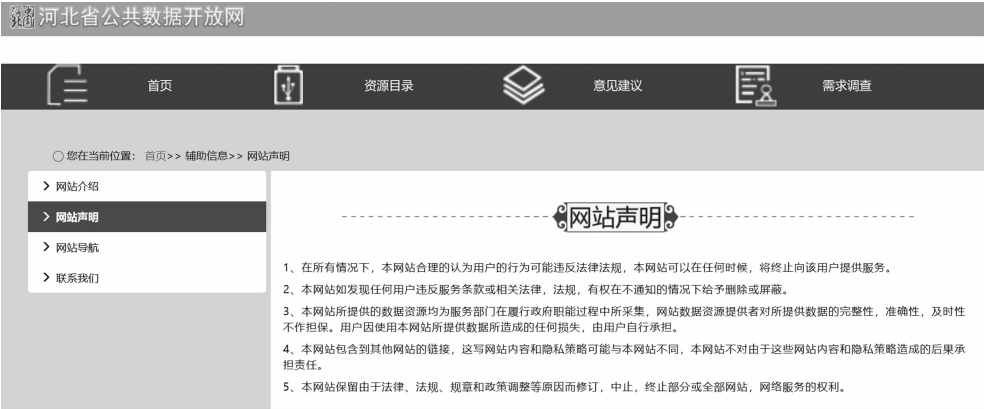 河北省公共数据开放网
首页 资源目录 意见建议 需求调查
您在当前位置： 首页>> 辅助信息>> 网站声明
网站介绍
网站声明
网站导航
联系我们
网站声明
1、在所有情况下，本网站合理的认为用户的行为可能违反法律法规，本网站可以在任何时候，将终止向该用户提供服务。
2、本网站如发现任何用户违反服务条款或相关法律，法规，有权在不通知的情况下给予删除或屏蔽。
3、本网站所提供的数据资源均为服务部门在履行政府职能过程中所采集，网站数据资源提供者对所提供数据的完整性，准确性，及时性
不作担保。用户因使用本网站所提供数据所造成的任何损失，由用户自行承担。
4、本网站包含到其他网站的链接，这写网站内容和隐私策略可能与本网站不同，本网站不对由于这些网站内容和隐私策略造成的后果承
担责任。
5、本网站保留由于法律、法规、规章和政策调整等原因而修订，中止，终止部分或全部网站，网络服务的权利。